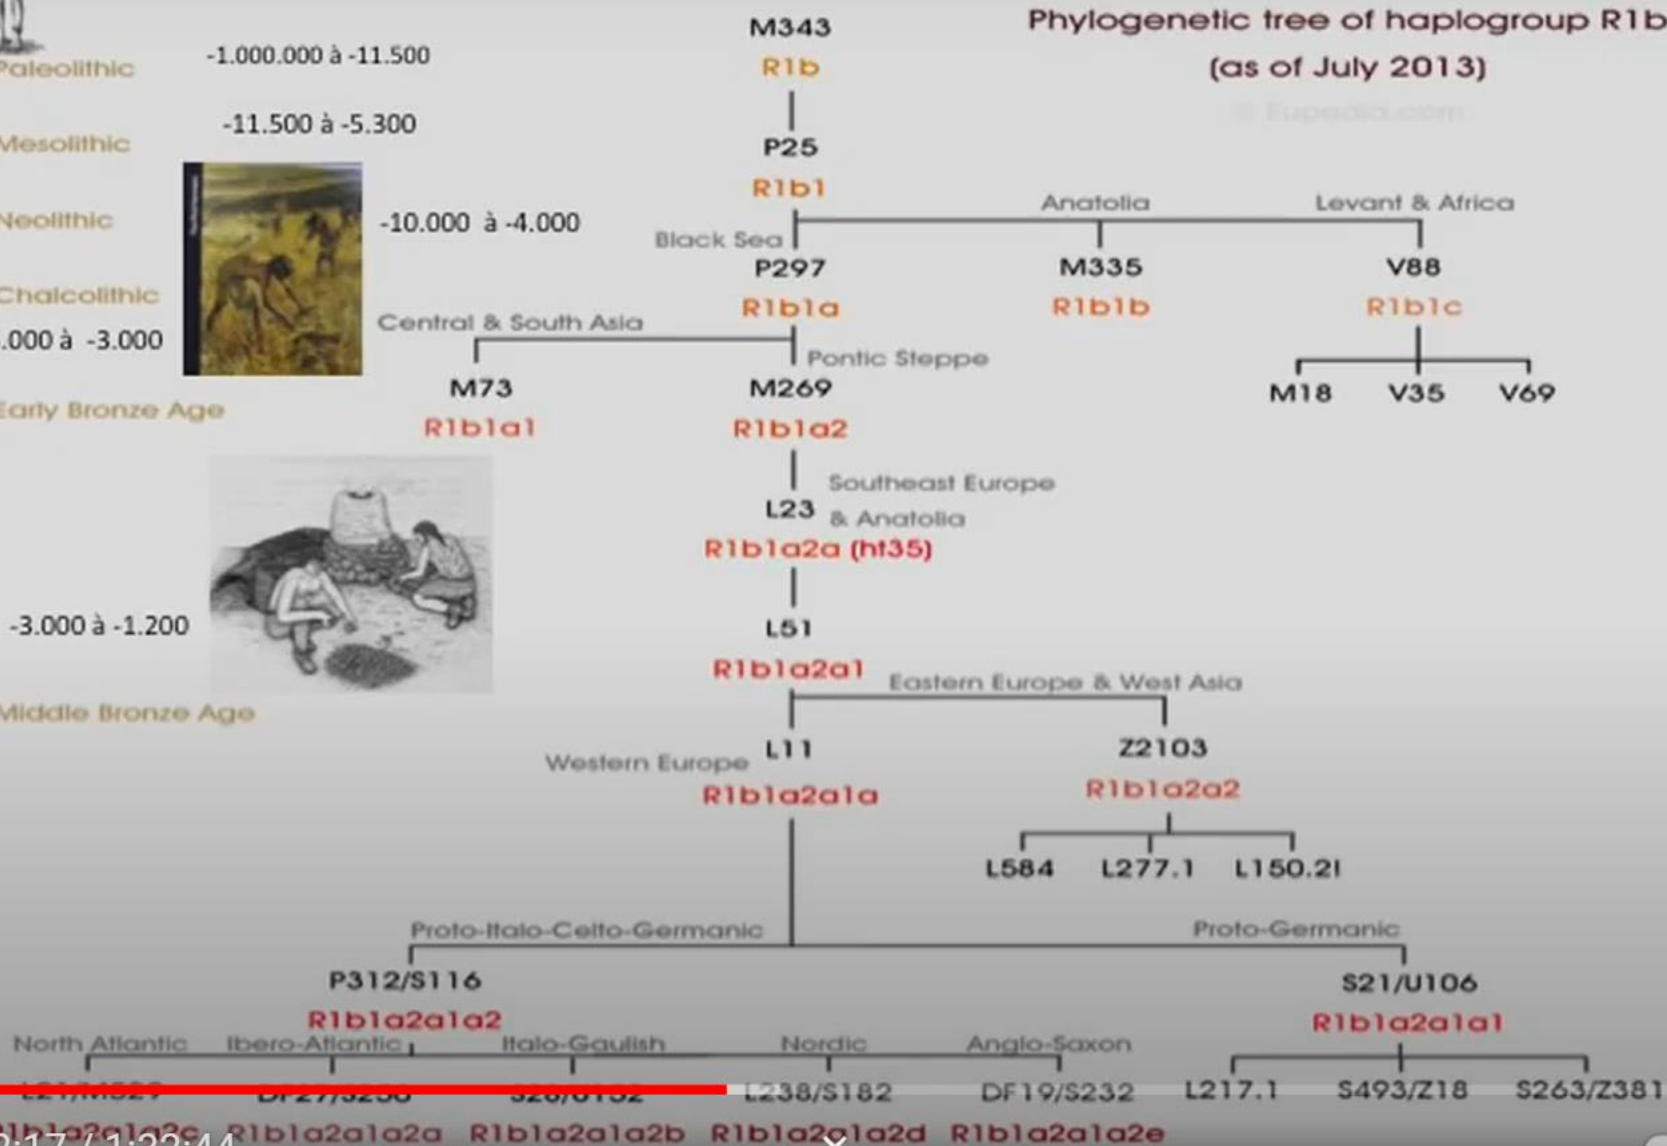 Phylogenetic tree of haplogroup R1b
(as of July 2013)
© Eupedia.com
Paleolithic
-1.000.000 à -11.500
-11.500 à -5.300
Mesolithic
Neolithic
-10.000 à -4.000
Chalcolithic
.000 à -3.000
Early Bronze Age
-3.000 à -1.200
Middle Bronze Age
M343
R1b
P25
R1b1
Black Sea
Anatolia
Levant & Africa
P297
M335
V88
R1b1a
R1b1b
R1b1c
Central & South Asia
Pontic Steppe
M73
M269
M18
V35
V69
R1b1a1
R1b1a2
Southeast Europe
& Anatolia
L23
R1b1a2a (ht35)
L51
R1b1a2a1
Eastern Europe & West Asia
Western Europe
L11
Z2103
R1b1a2a1a
R1b1a2a2
L584
L277.1
L150.2!
Proto-Italo-Celto-Germanic
Proto-Germanic
P312/S116
S21/U106
R1b1a2a1a2
R1b1a2a1a1
North Atlantic
Ibero-Atlantic
Italo-Gaulish
Nordic
Anglo-Saxon
L238/S182
DF19/S232
L217.1
S493/Z18
S263/Z381
R1b1a2a1a2a
R1b1a2a1a2b
R1b1a2a1a2d
R1b1a2a1a2e
:17 / 1:22:44